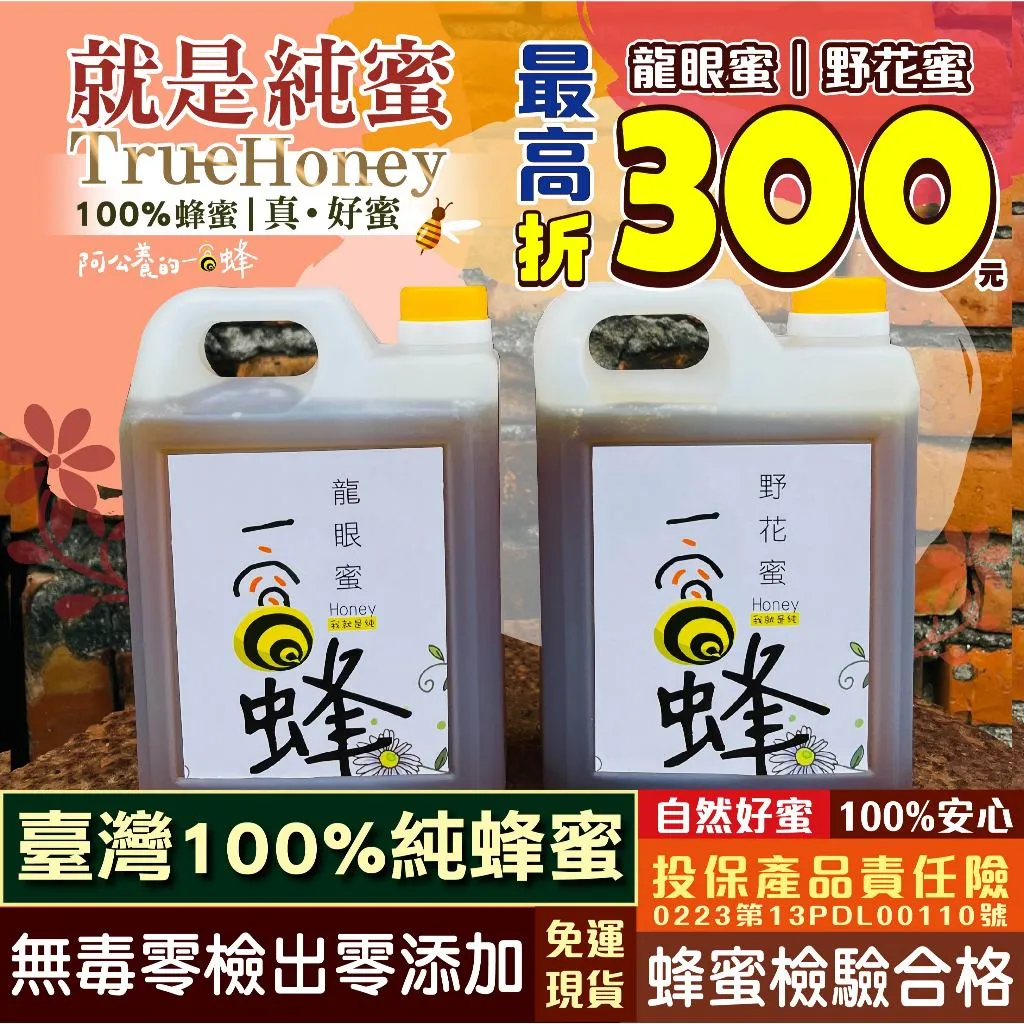 就是純蜜
TrueHoney
100%蜂蜜|真·好蜜
阿公養的一窩蜂
龍眼蜜|野花蜜
最高折
300元
龍眼蜜
Honey
我就是純
一窩蜂
野花蜜
Honey
我就是純
一窩蜂
臺灣100%純蜂蜜
無毒零檢出零添加
免運
現貨
自然好蜜 100%安心
投保產品責任險
0223第13PDL00110號
蜂蜜檢驗合格